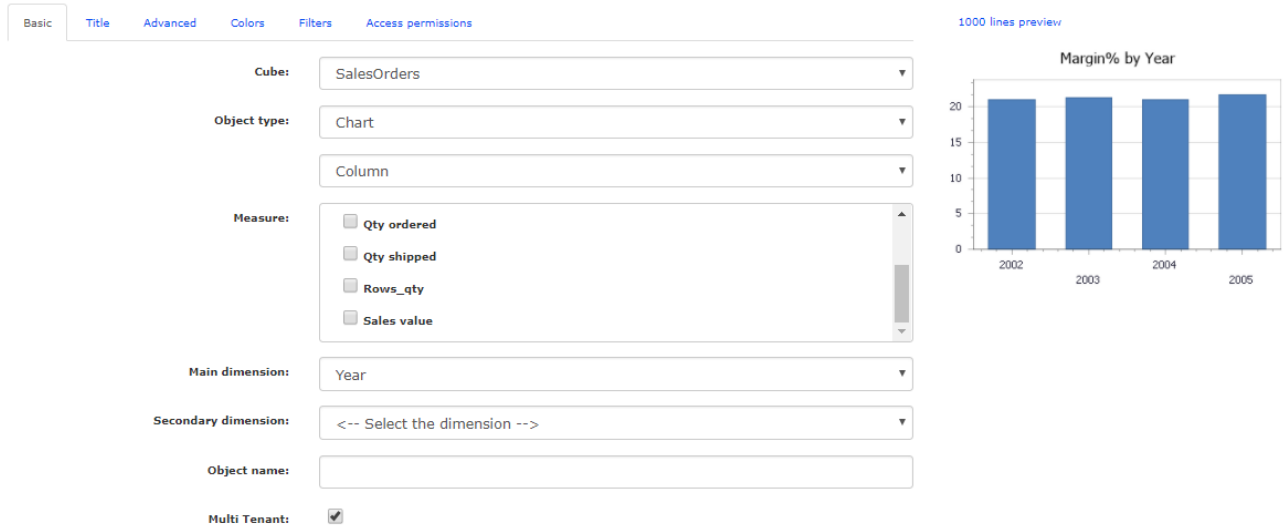 Basic Title Advanced Colors Filters Access permissions
1000 lines preview
Cube: SalesOrders
Object type: Chart
Column
Measure:
Qty ordered
Qty shipped
Rows_qty
Sales value
Main dimension: Year
Secondary dimension: <-- Select the dimension -->
Object name:
Multi Tenant:
Margin% by Year
20
15
10
5
0
2002 2004
2003 2005